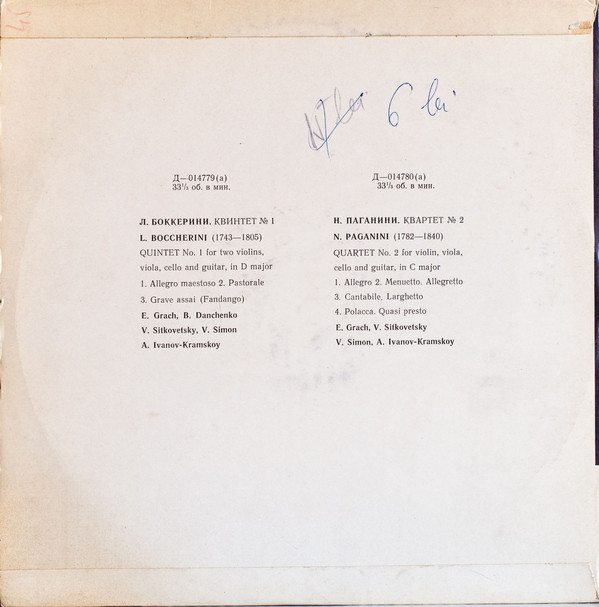 45
6 lei
Д—014779(а)
33⅓ об. в мин.
Л. БОККЕРИНИ. КВИНТЕТ № 1
L. BOCCHERINI (1743—1805)
QUINTET No. 1 for two violins,
viola, cello and guitar, in D major
1. Allegro maestoso 2. Pastorale
3. Grave assai (Fandango)
E. Grach, B. Danchenko
V. Sitkovetsky, V. Simon
A. Ivanov-Kramskoy
Д—014780(а)
33⅓ об. в мин.
Н. ПАГАНИНИ. КВАРТЕТ № 2
N. PAGANINI (1782—1840)
QUARTET No. 2 for violin, viola,
cello and guitar, in C major
1. Allegro 2. Menuetto. Allegretto
3. Cantabile. Larghetto
4. Polacca. Quasi presto
E. Grach, V. Sitkovetsky
V. Simon, A. Ivanov-Kramskoy